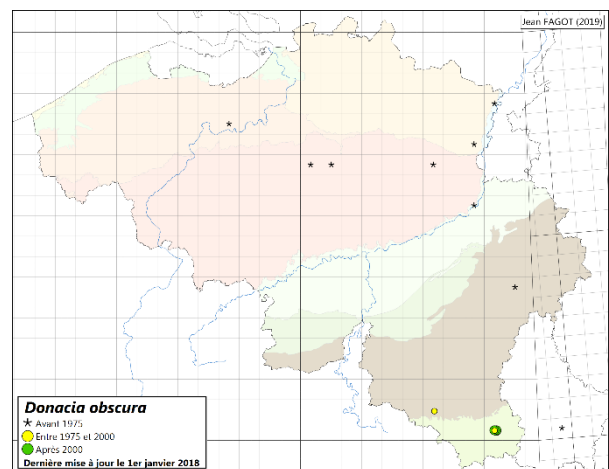 Jean FAGOT (2019)
Donacia obscura
Avant 1975
Entre 1975 et 2000
Après 2000
Dernière mise à jour le 1er janvier 2018